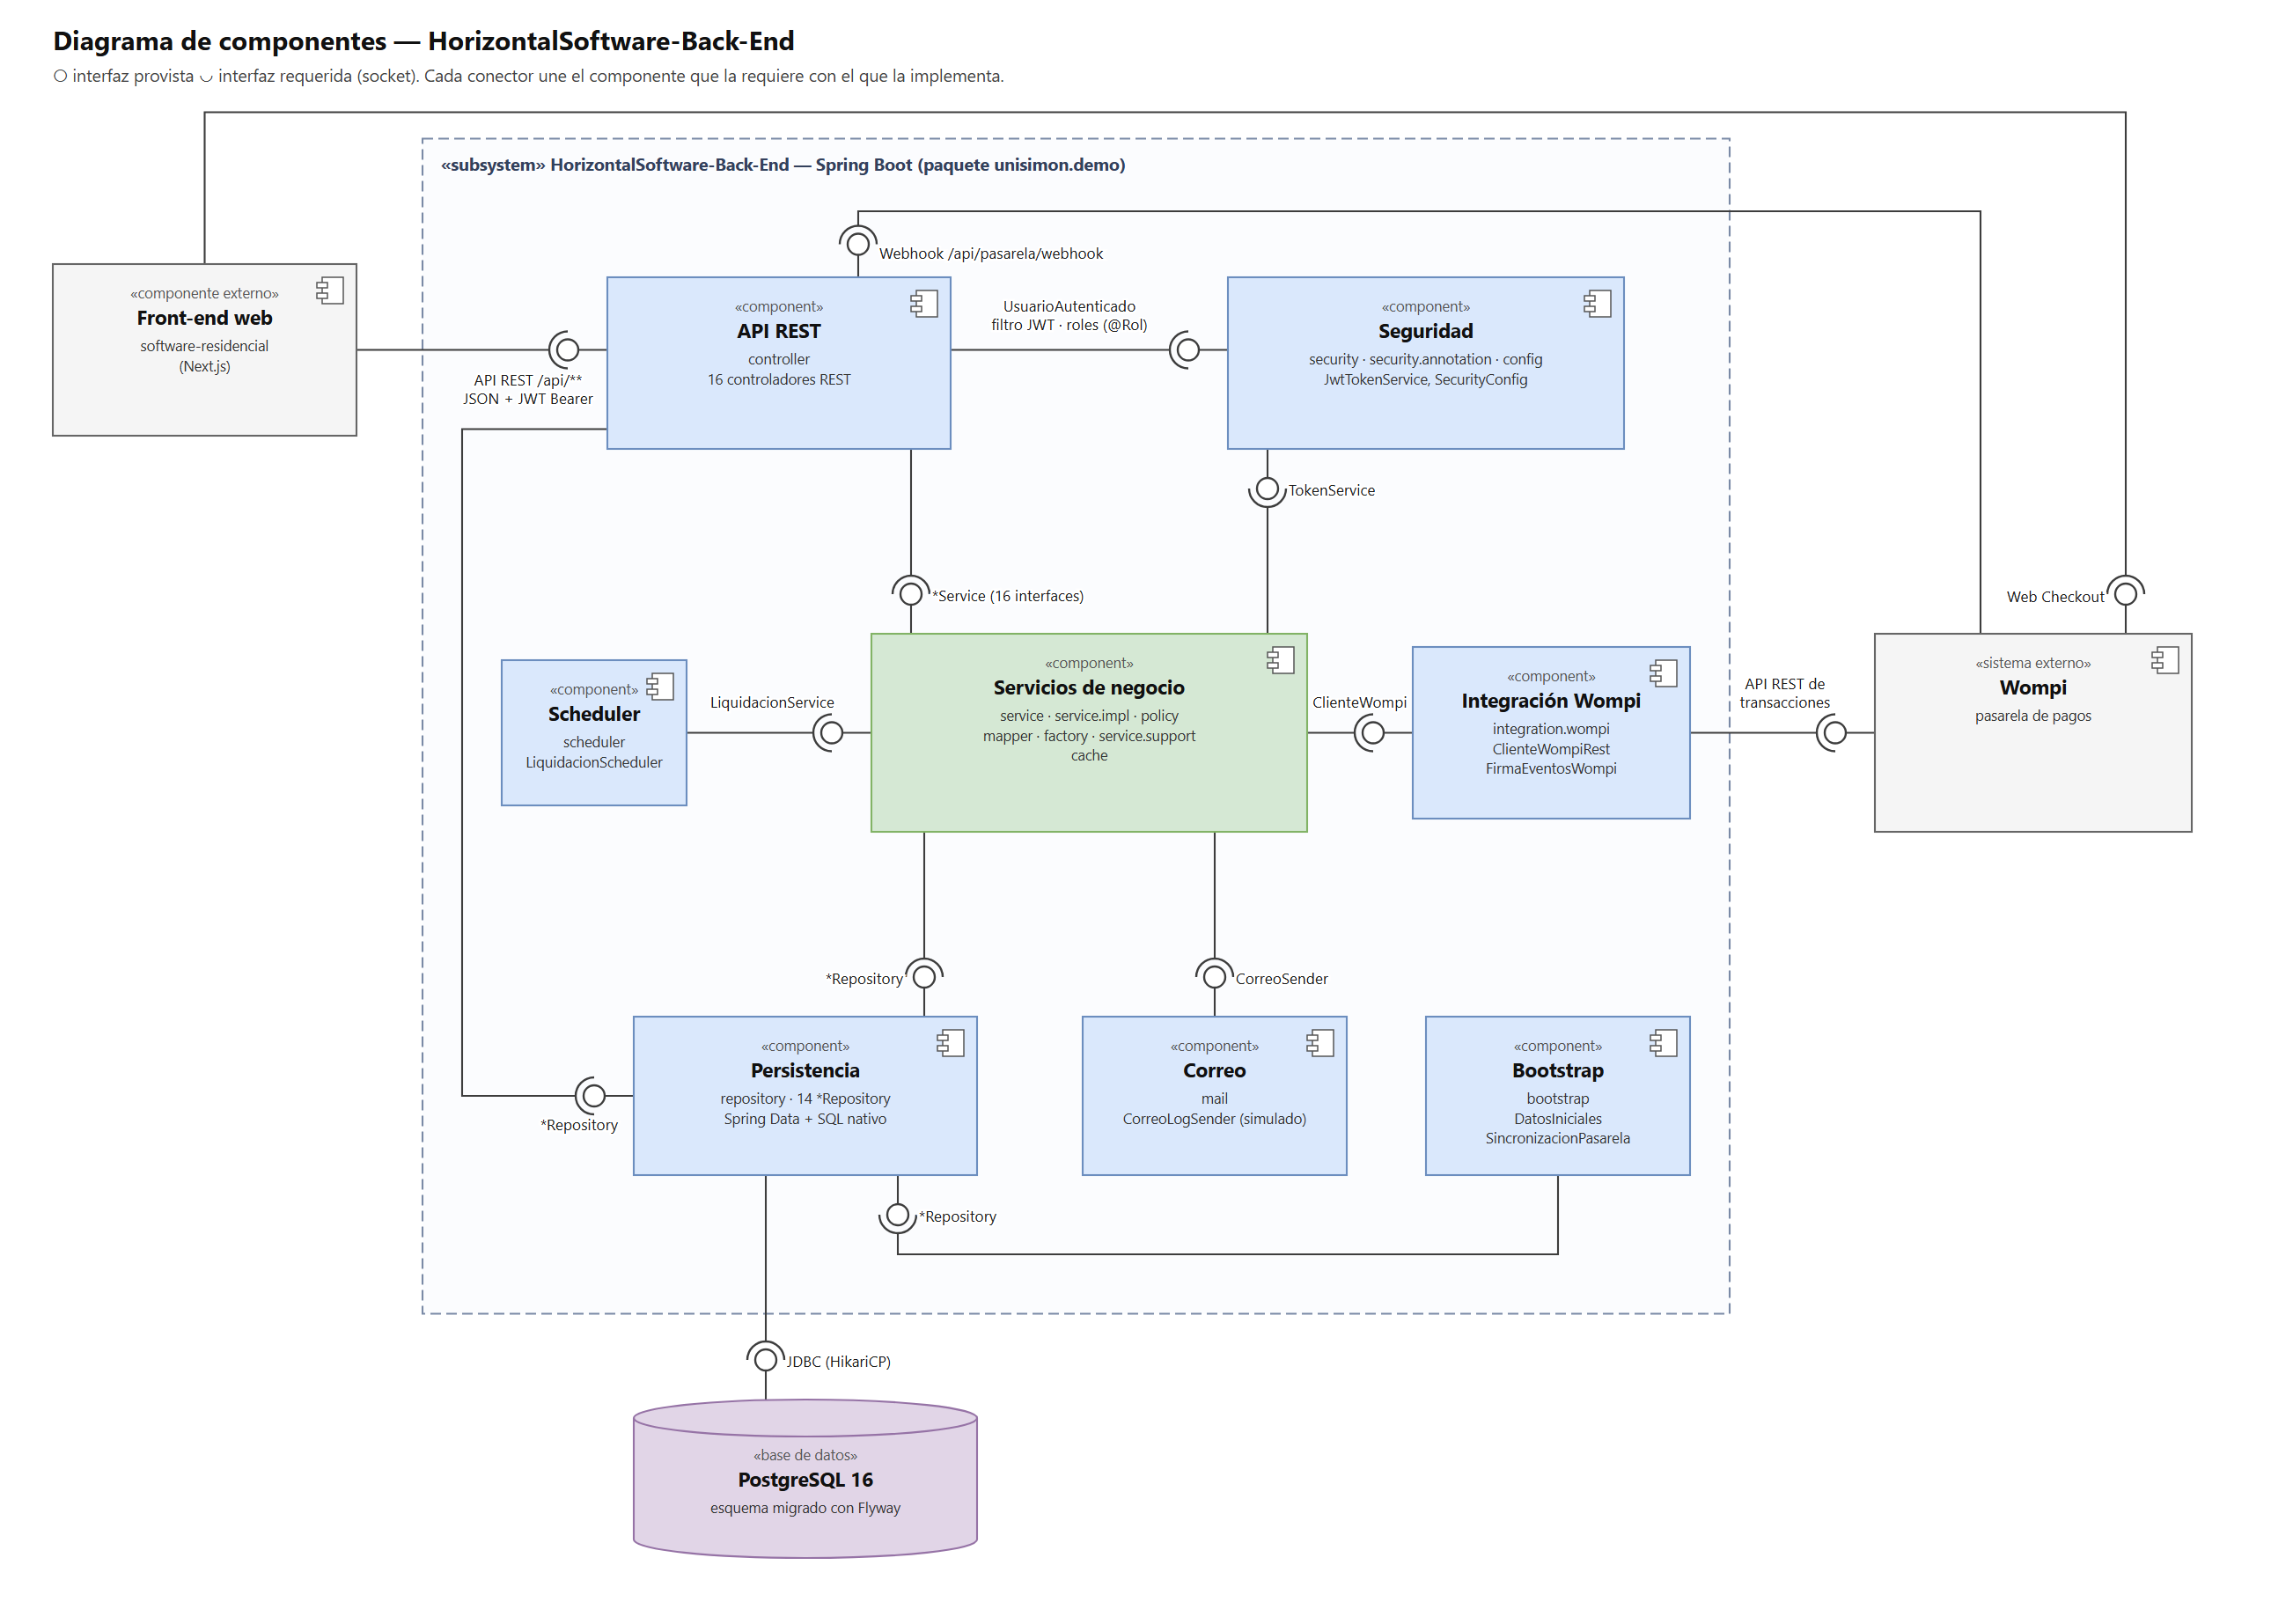 Diagrama de componentes — HorizontalSoftware-Back-End
○ interfaz provista ◡ interfaz requerida (socket). Cada conector une el componente que la requiere con el que la implementa.
«subsystem» HorizontalSoftware-Back-End — Spring Boot (paquete unisimon.demo)
Webhook /api/pasarela/webhook
«componente externo»
Front-end web
software-residencial
(Next.js)
API REST /api/**
JSON + JWT Bearer
«component»
API REST
controller
16 controladores REST
UsuarioAutenticado
filtro JWT · roles (@Rol)
«component»
Seguridad
security · security.annotation · config
JwtTokenService, SecurityConfig
TokenService
*Service (16 interfaces)
Web Checkout
«component»
Scheduler
scheduler
LiquidacionScheduler
LiquidacionService
«component»
Servicios de negocio
service · service.impl · policy
mapper · factory · service.support
cache
ClienteWompi
«component»
Integración Wompi
integration.wompi
ClienteWompiRest
FirmaEventosWompi
API REST de
transacciones
«sistema externo»
Wompi
pasarela de pagos
*Repository
CorreoSender
*Repository
«component»
Persistencia
repository · 14 *Repository
Spring Data + SQL nativo
«component»
Correo
mail
CorreoLogSender (simulado)
«component»
Bootstrap
bootstrap
DatosIniciales
SincronizacionPasarela
*Repository
JDBC (HikariCP)
«base de datos»
PostgreSQL 16
esquema migrado con Flyway